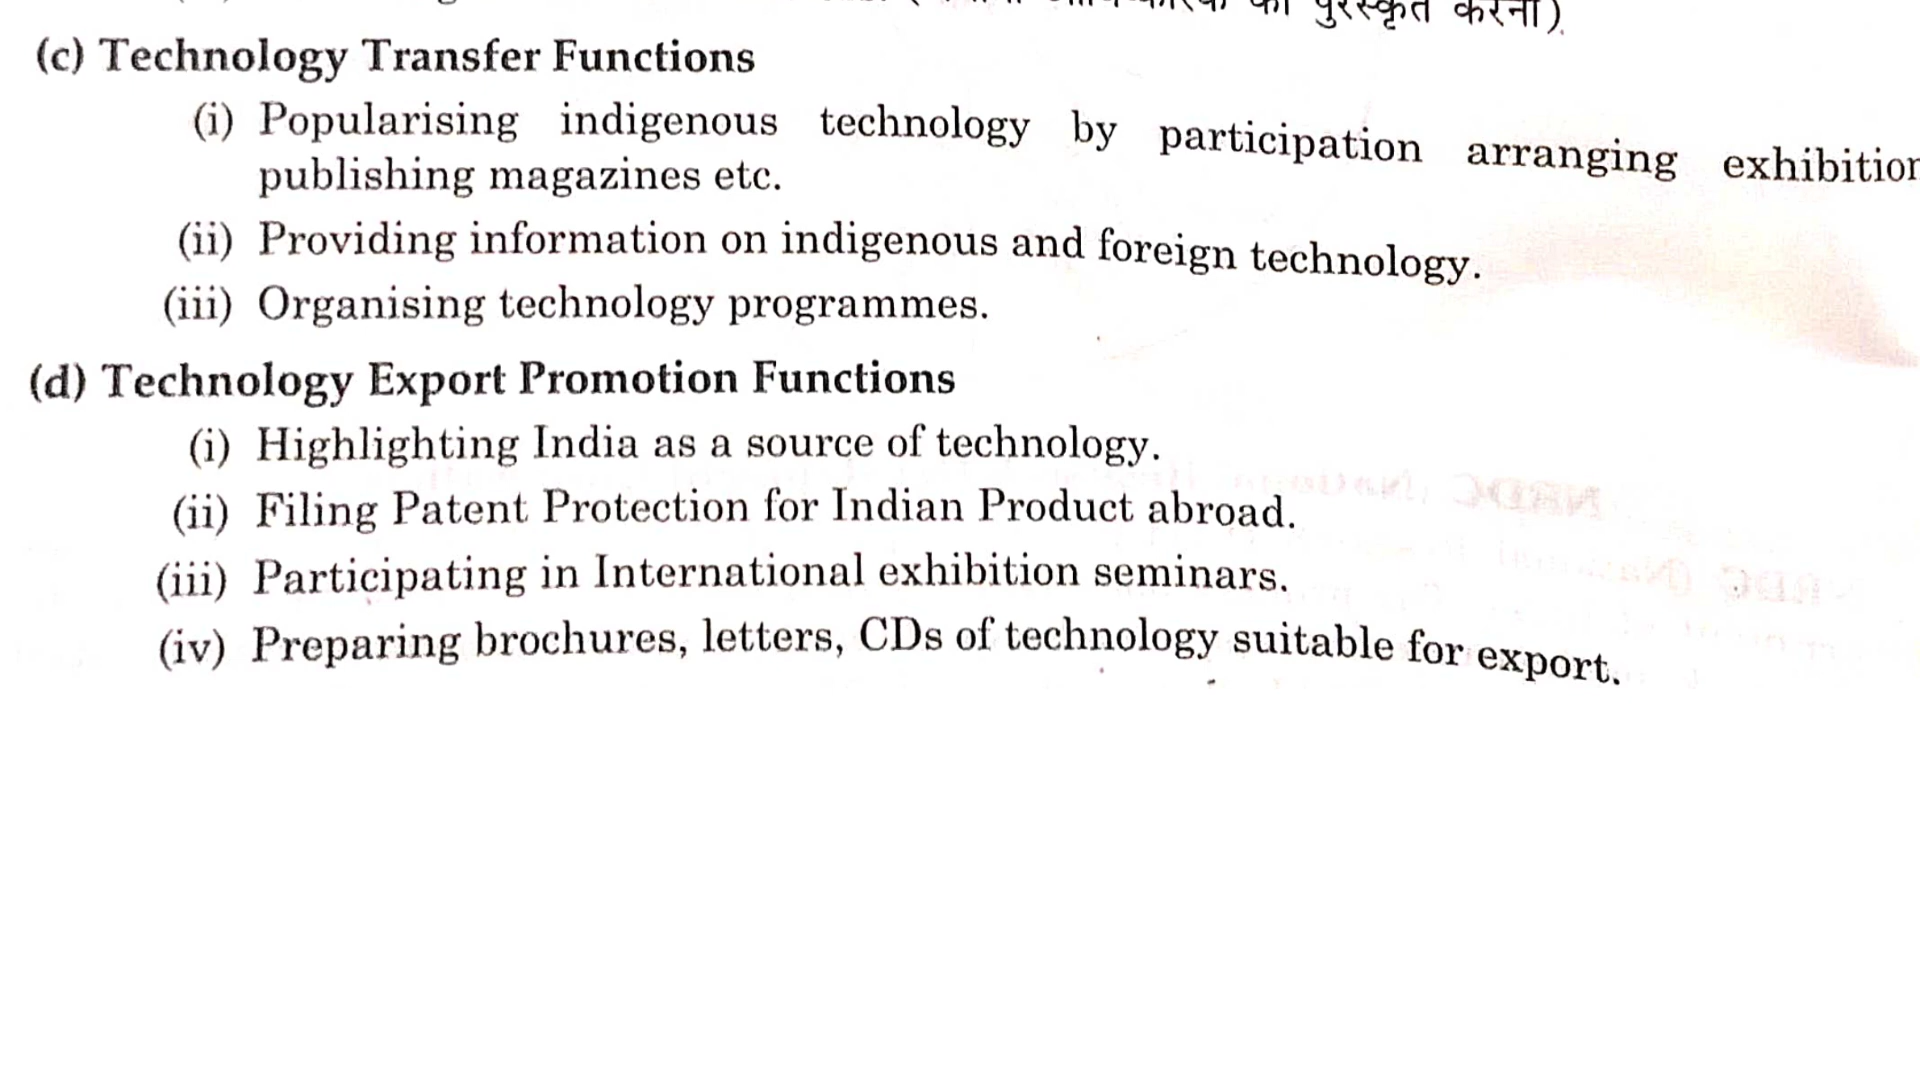 पुरस्कृत करना).
(c) Technology Transfer Functions
(i) Popularising indigenous technology by participation arranging exhibition
publishing magazines etc.
(ii) Providing information on indigenous and foreign technology.
(iii) Organising technology programmes.
(d) Technology Export Promotion Functions
(i) Highlighting India as a source of technology.
(ii) Filing Patent Protection for Indian Product abroad.
(iii) Participating in International exhibition seminars.
(iv) Preparing brochures, letters, CDs of technology suitable for export.